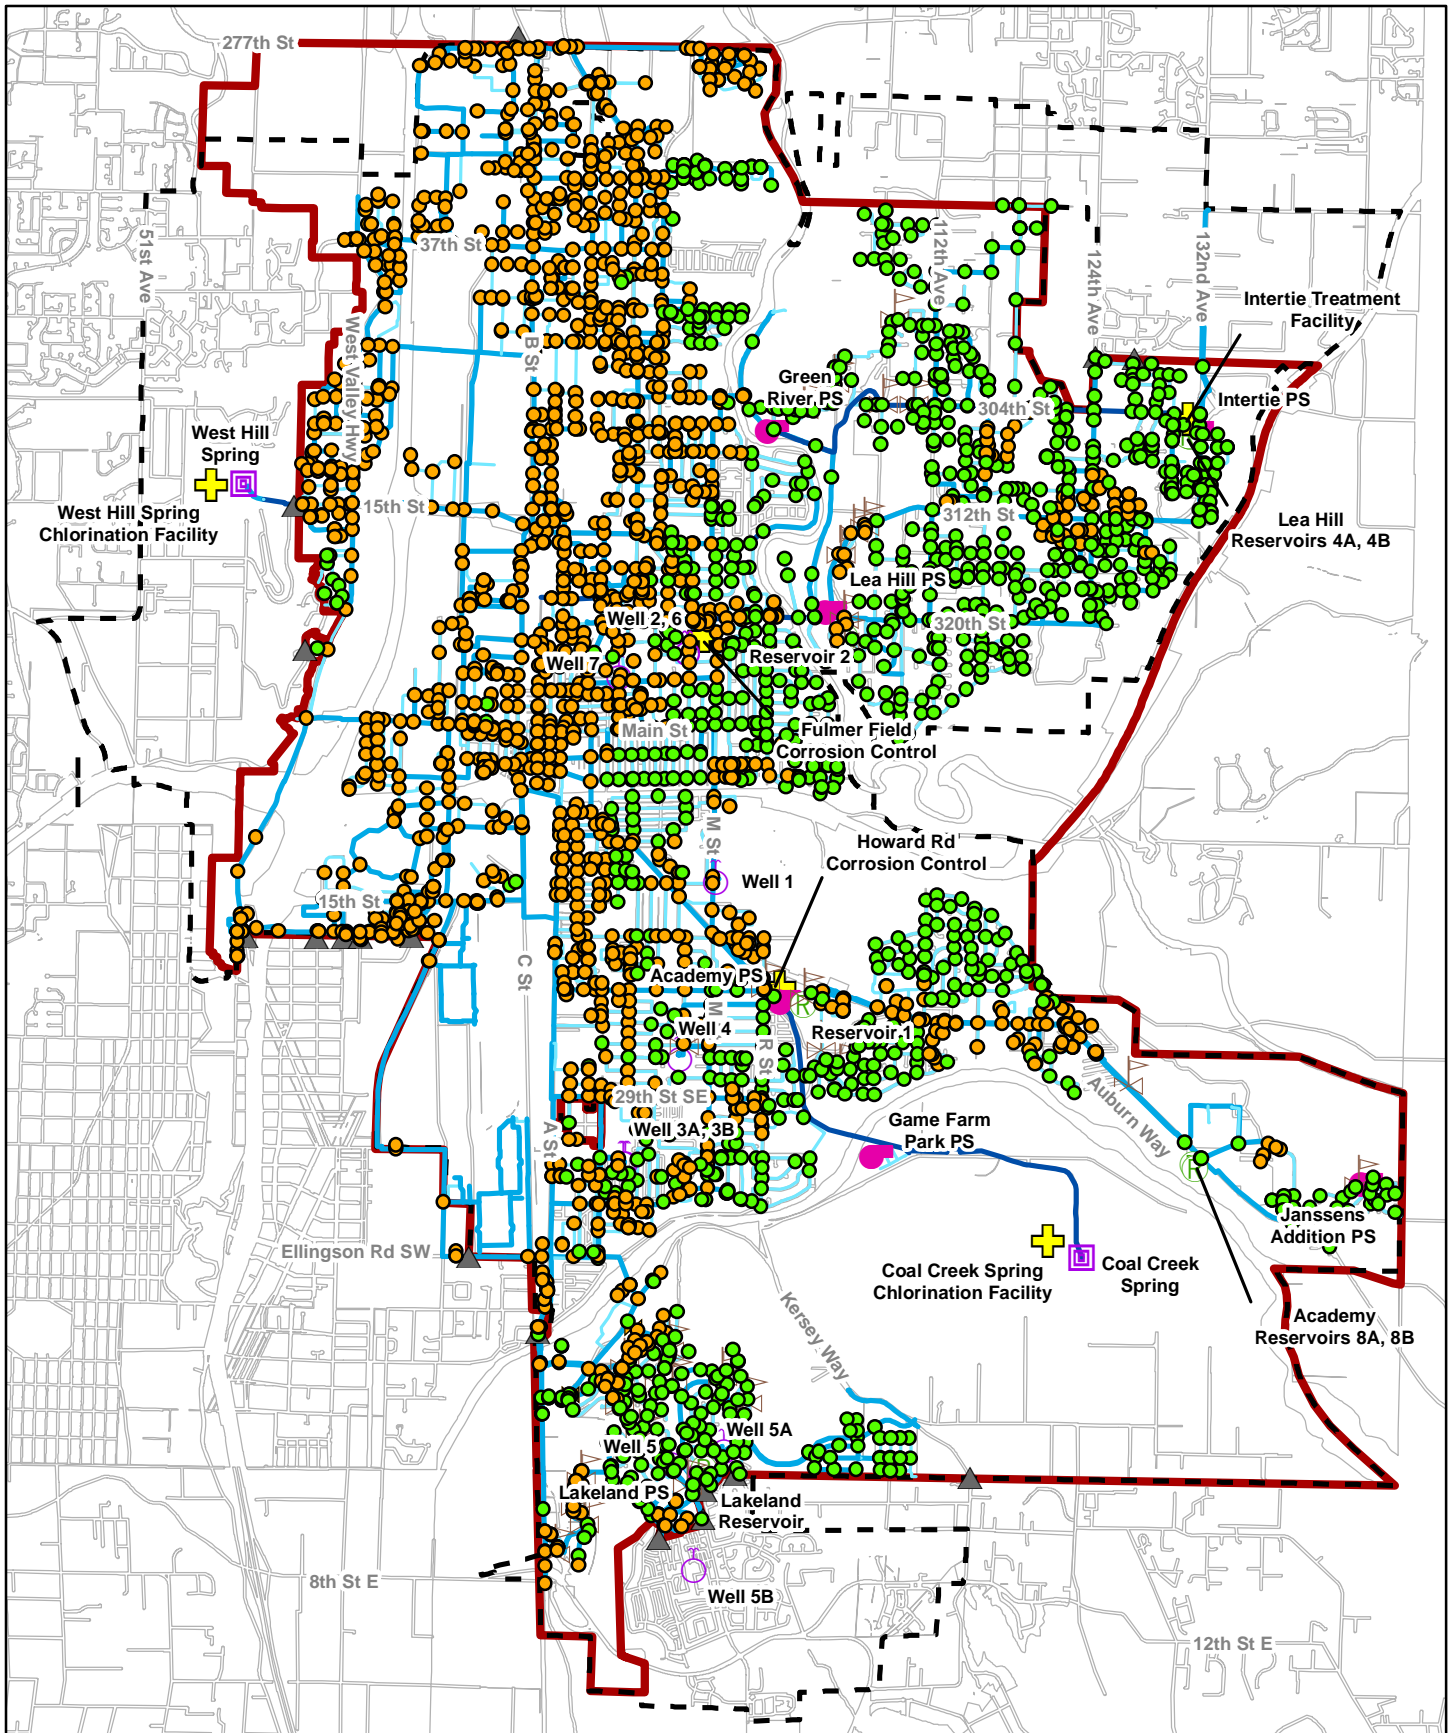 277th St
51st Ave
37th St
112th Ave
124th Ave
132nd Ave
Intertie Treatment
Facility
West Valley Hwy
B St
Green
River PS
304th St
Intertie PS
West Hill
Spring
15th St
West Hill Spring
Chlorination Facility
312th St
Lea Hill
Reservoirs 4A, 4B
Lea Hill PS
Well 2, 6
320th St
Well 7
Reservoir 2
Main St
Fulmer Field
Corrosion Control
M St
Howard Rd
Corrosion Control
Well 1
15th St
C St
Academy PS
R
M
Well 4
Reservoir 1
R St
29th St SE
Auburn Way
A St
Well 3A, 3B
Game Farm
Park PS
R
Janssens
Addition PS
Ellingson Rd SW
Coal Creek Spring
Chlorination Facility
Coal Creek
Spring
Kersey Way
Academy
Reservoirs 8A, 8B
Well 5A
Well 5
Lakeland PS
Lakeland
Reservoir
8th St E
Well 5B
12th St E